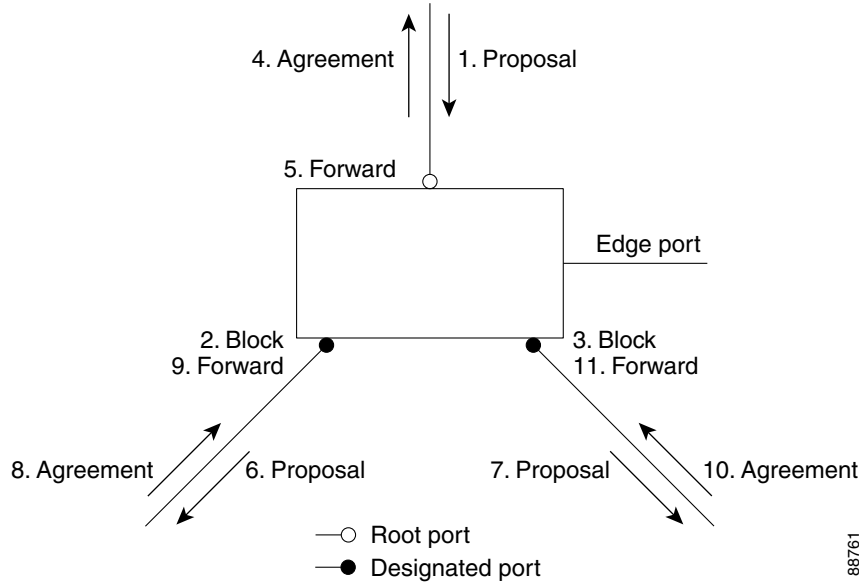 4. Agreement
1. Proposal
5. Forward
Edge port
2. Block
9. Forward
3. Block
11. Forward
8. Agreement
6. Proposal
7. Proposal
10. Agreement
Root port
Designated port
88761